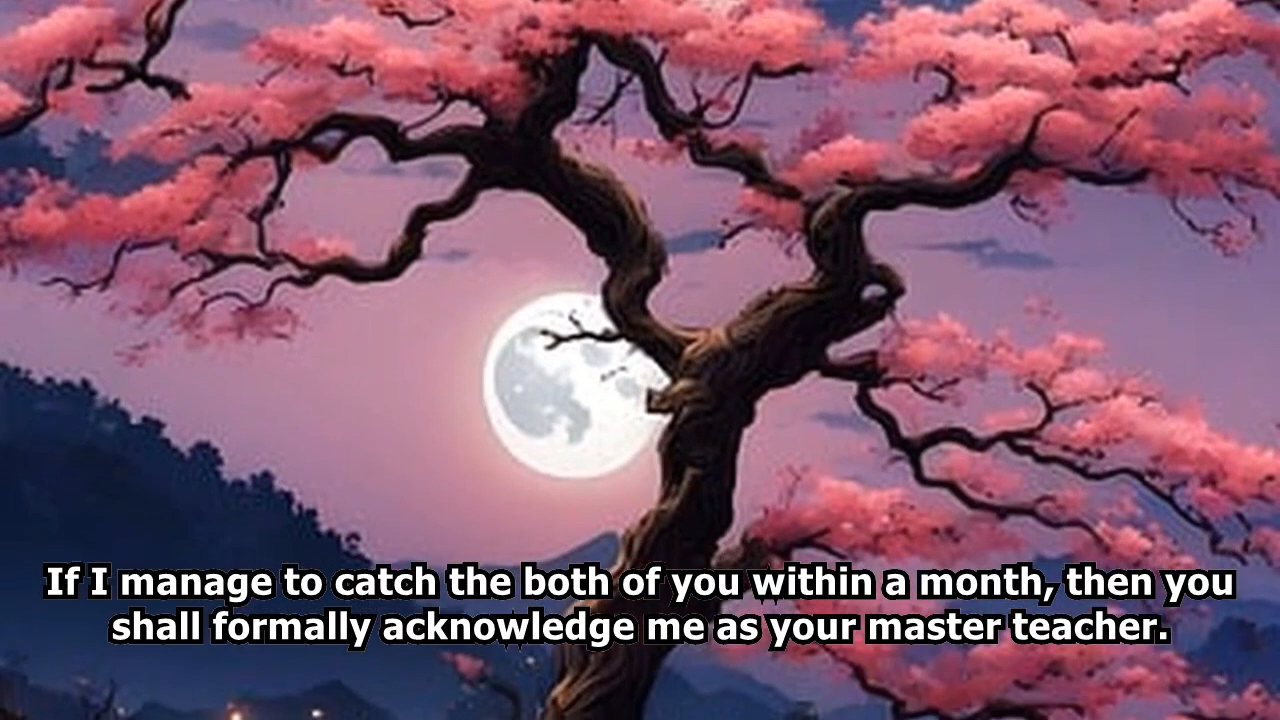 If I manage to catch the both of you within a month, then you
shall formally acknowledge me as your master teacher.